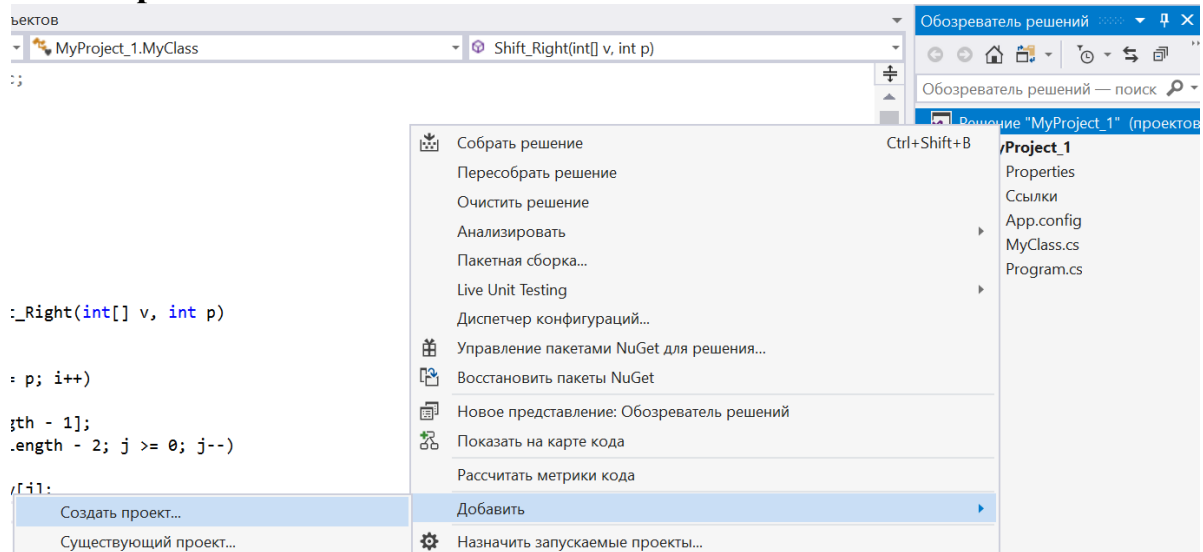 ъектов
Обозреватель решений
MyProject_1.MyClass
Shift_Right(int[] v, int p)
Обозреватель решений — поиск
Решение "MyProject_1" (проектов
Собрать решение Ctrl+Shift+B
yProject_1
Пересобрать решение
Properties
Очистить решение
Ссылки
Анализировать
App.config
MyClass.cs
Пакетная сборка...
Program.cs
Live Unit Testing
t_Right(int[] v, int p)
Диспетчер конфигураций...
Управление пакетами NuGet для решения...
= p; i++)
Восстановить пакеты NuGet
Новое представление: Обозреватель решений
gth - 1];
Length - 2; j >= 0; j--)
Показать на карте кода
Рассчитать метрики кода
v[j];
Создать проект...
Добавить
Существующий проект...
Назначить запускаемые проекты...